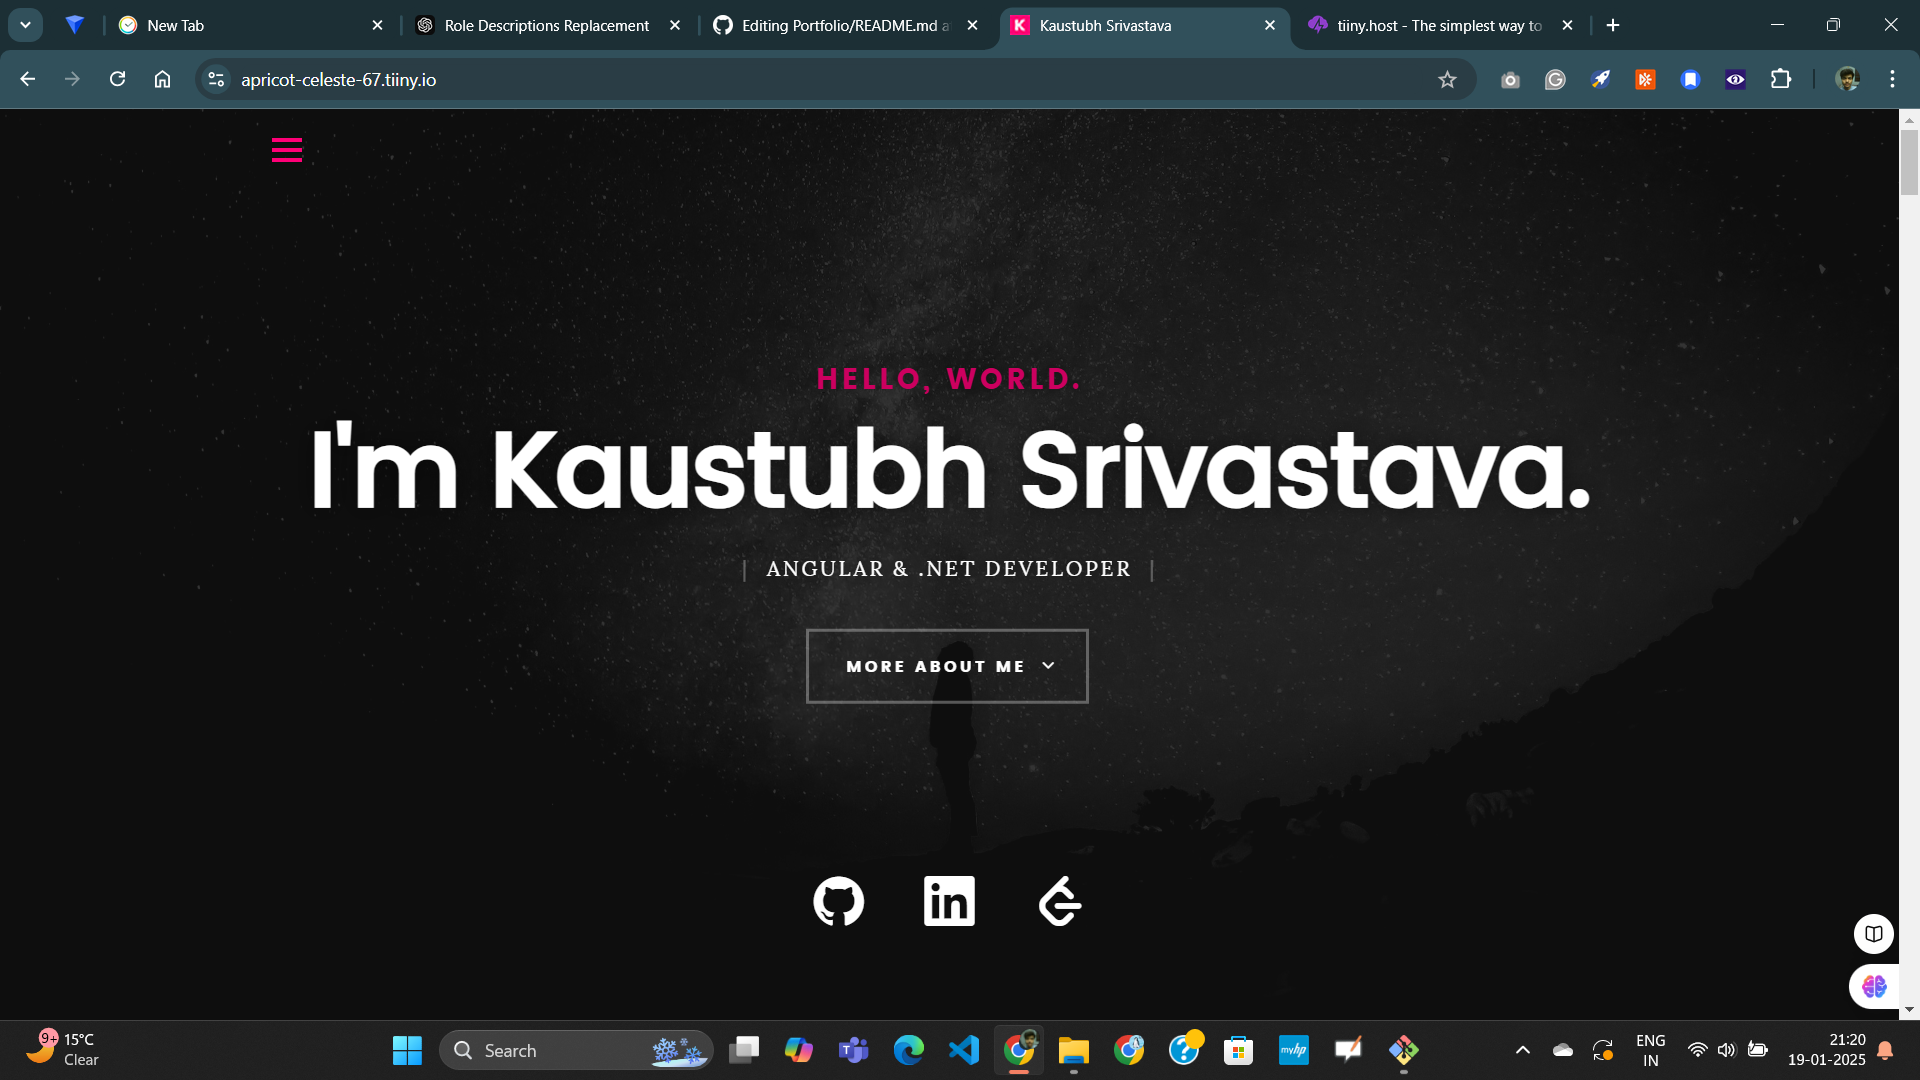 New Tab
Role Descriptions Replacement
Editing Portfolio/README.md a
K
Kaustubh Srivastava
tiiny.host - The simplest way to
apricot-celeste-67.tiiny.io
HELLO, WORLD.
I'm Kaustubh Srivastava.
| ANGULAR & .NET DEVELOPER |
MORE ABOUT ME
in
9+
15°C
Clear
Search
myhp
ENG
IN
21:20
19-01-2025